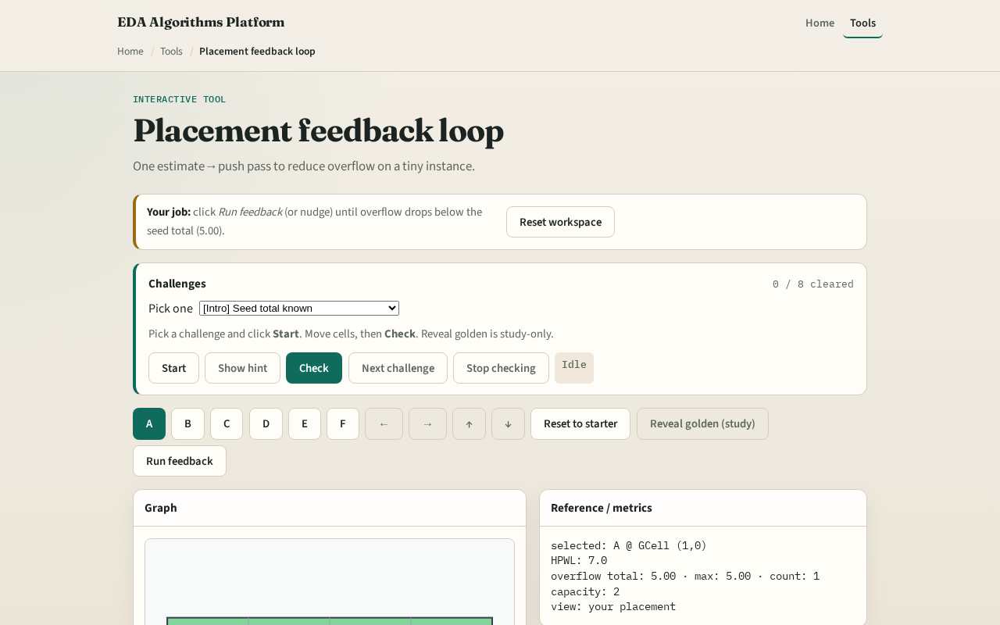 EDA Algorithms Platform
Home
Tools
Home / Tools / Placement feedback loop
INTERACTIVE TOOL
Placement feedback loop
One estimate→push pass to reduce overflow on a tiny instance.
Your job: click Run feedback (or nudge) until overflow drops below the
seed total (5.00).
Reset workspace
Challenges
0 / 8 cleared
Pick one
[Intro] Seed total known
Pick a challenge and click Start. Move cells, then Check. Reveal golden is study-only.
Start
Show hint
Check
Next challenge
Stop checking
Idle
A
B
C
D
E
F
←
→
↑
↓
Reset to starter
Reveal golden (study)
Run feedback
Graph
Reference / metrics
selected: A @ GCell (1,0)
HPWL: 7.0
overflow total: 5.00 · max: 5.00 · count: 1
capacity: 2
view: your placement